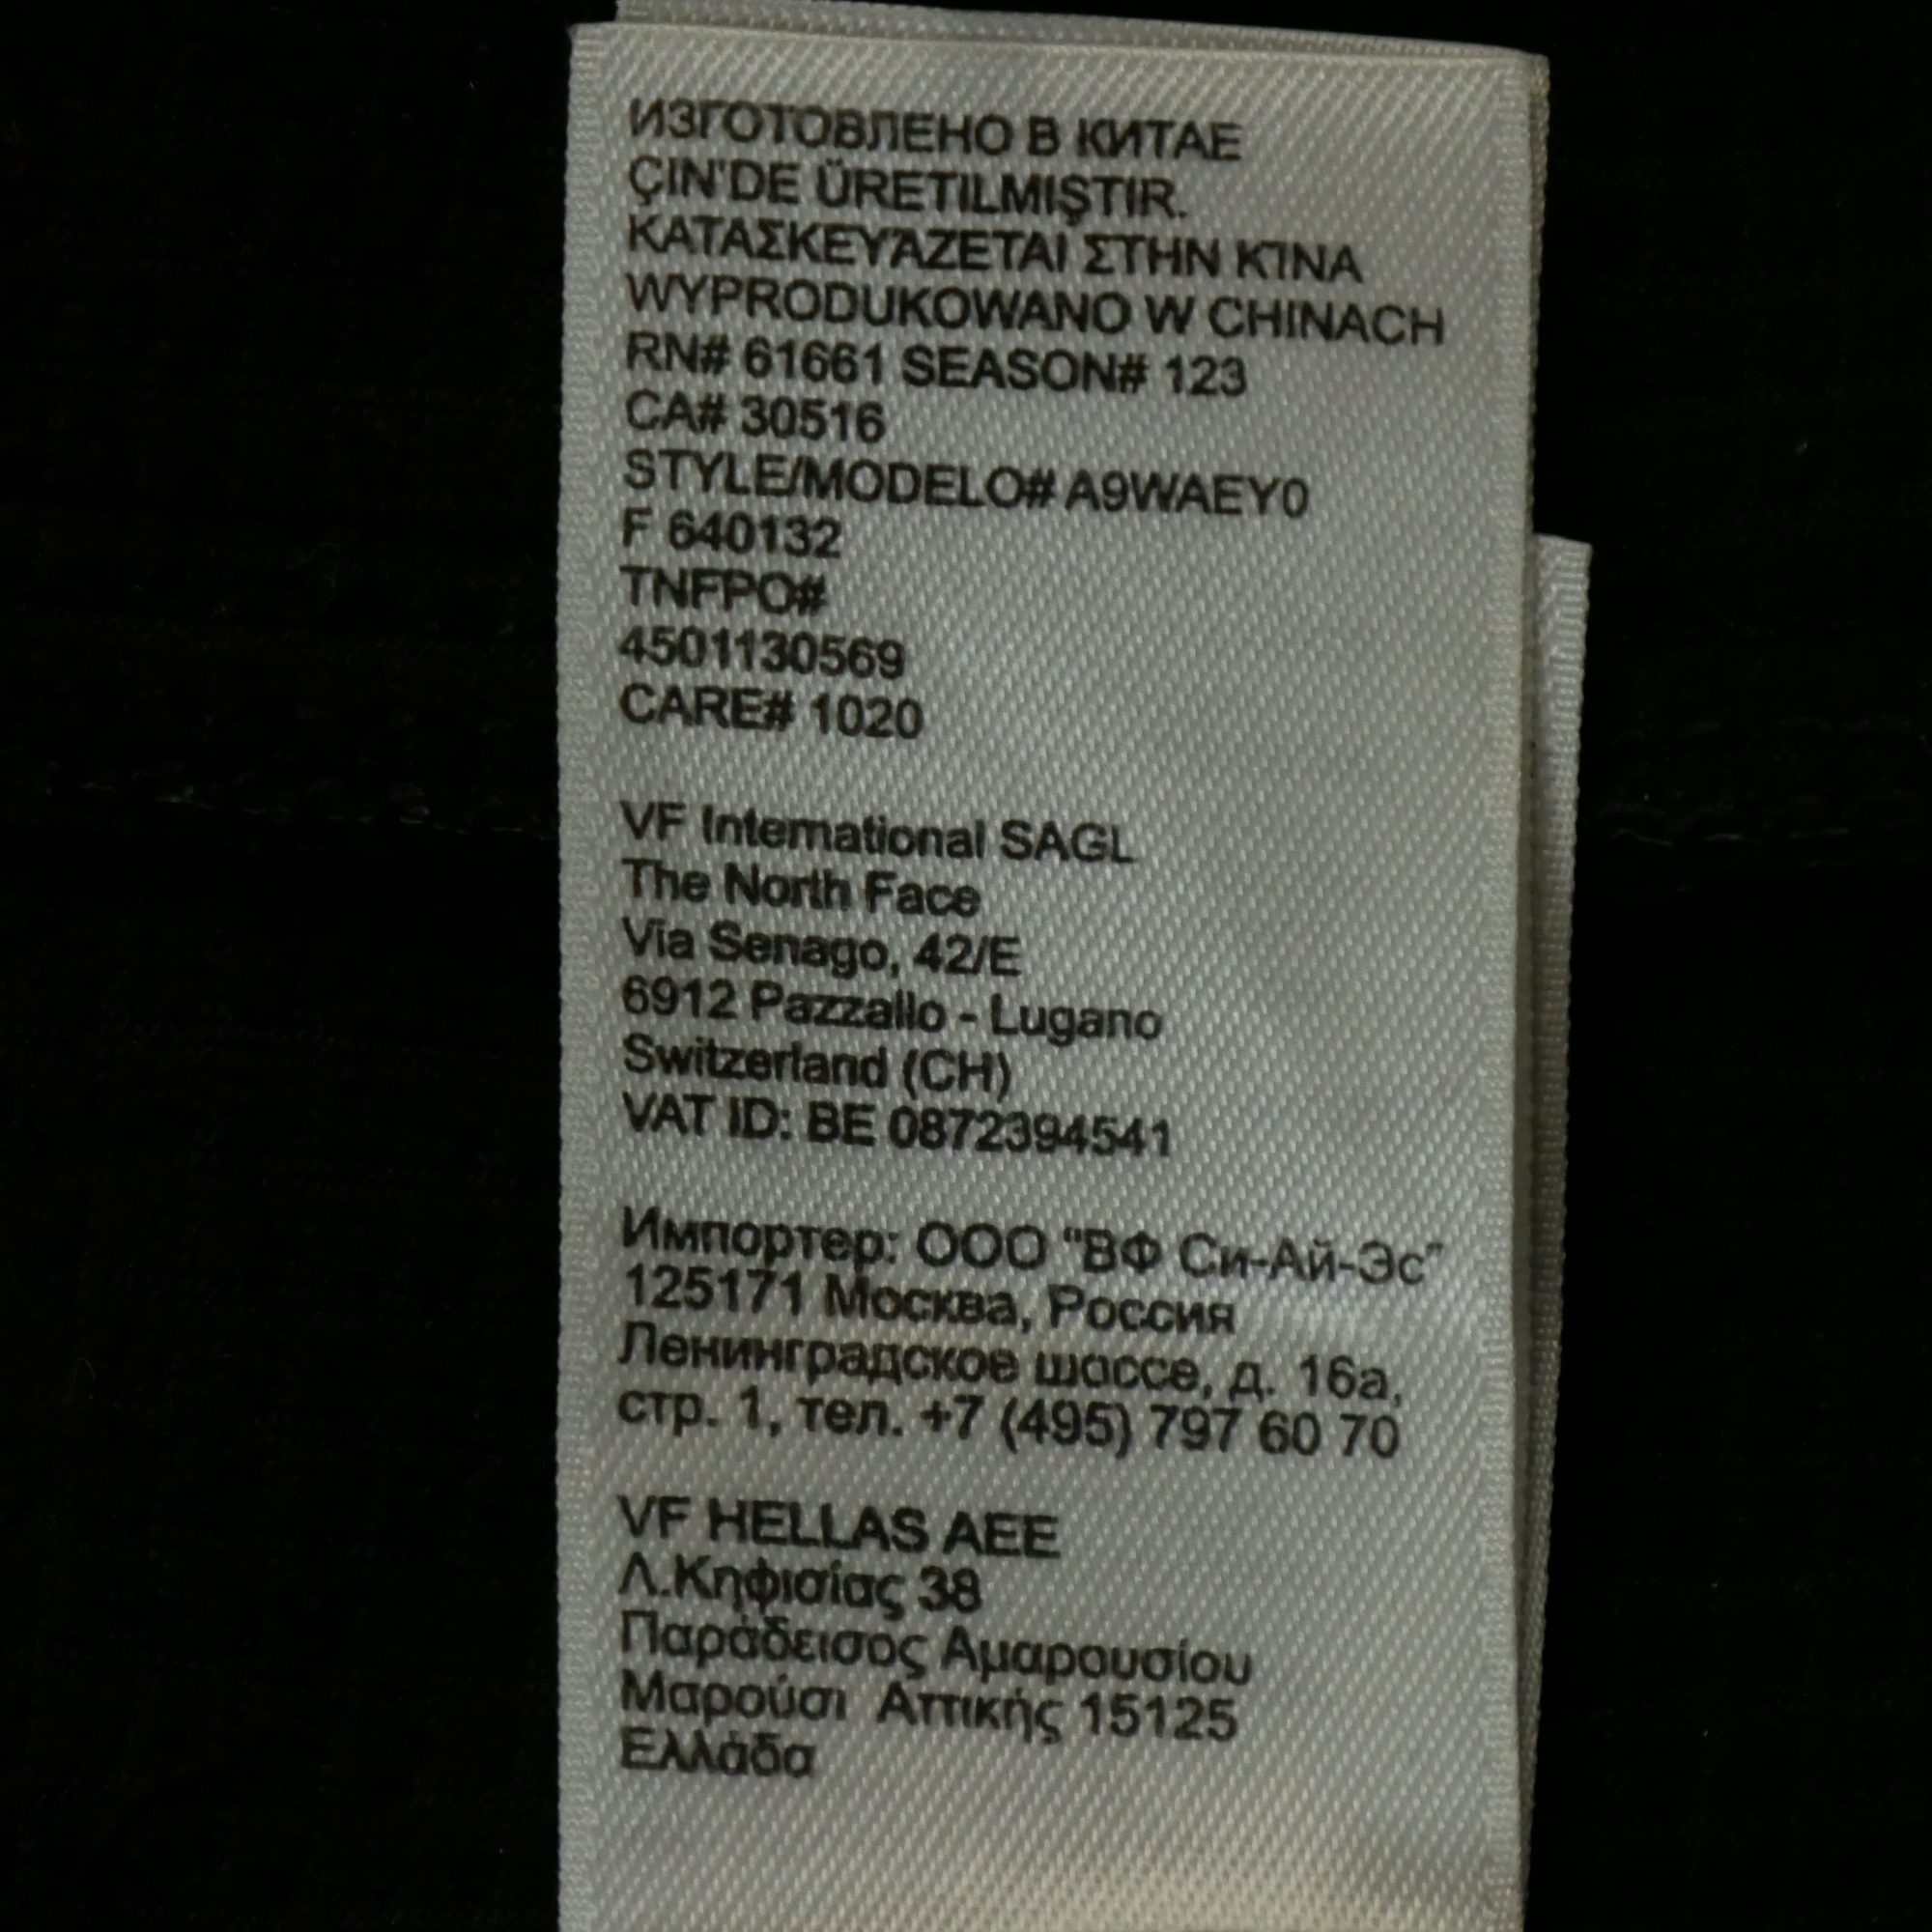 ИЗГОТОВЛЕНО В КИТАЕ
ÇIN'DE ÜRETILMIŞTIR.
ΚΑΤΑΣΚΕΥΆΖΕΤΑΙ ΣΤΗΝ ΚΊΝΑ
WYPRODUKOWANO W CHINACH
RN# 61661 SEASON# 123
CA# 30516
STYLE/MODELO# A9WAEY0
F 640132
TNFPO#
4501130569
CARE# 1020
VF International SAGL
The North Face
Via Senago, 42/E
6912 Pazzallo - Lugano
Switzerland (CH)
VAT ID: BE 0872394541
Импортер: ООО "ВФ Си-Ай-Эс"
125171 Москва, Россия
Ленинградское шоссе, д. 16а,
стр. 1, тел. +7 (495) 797 60 70
VF HELLAS AEE
Λ.Κηφισίας 38
Παράδεισος Αμαρουσίου
Μαρούσι Αττικής 15125
Ελλάδα